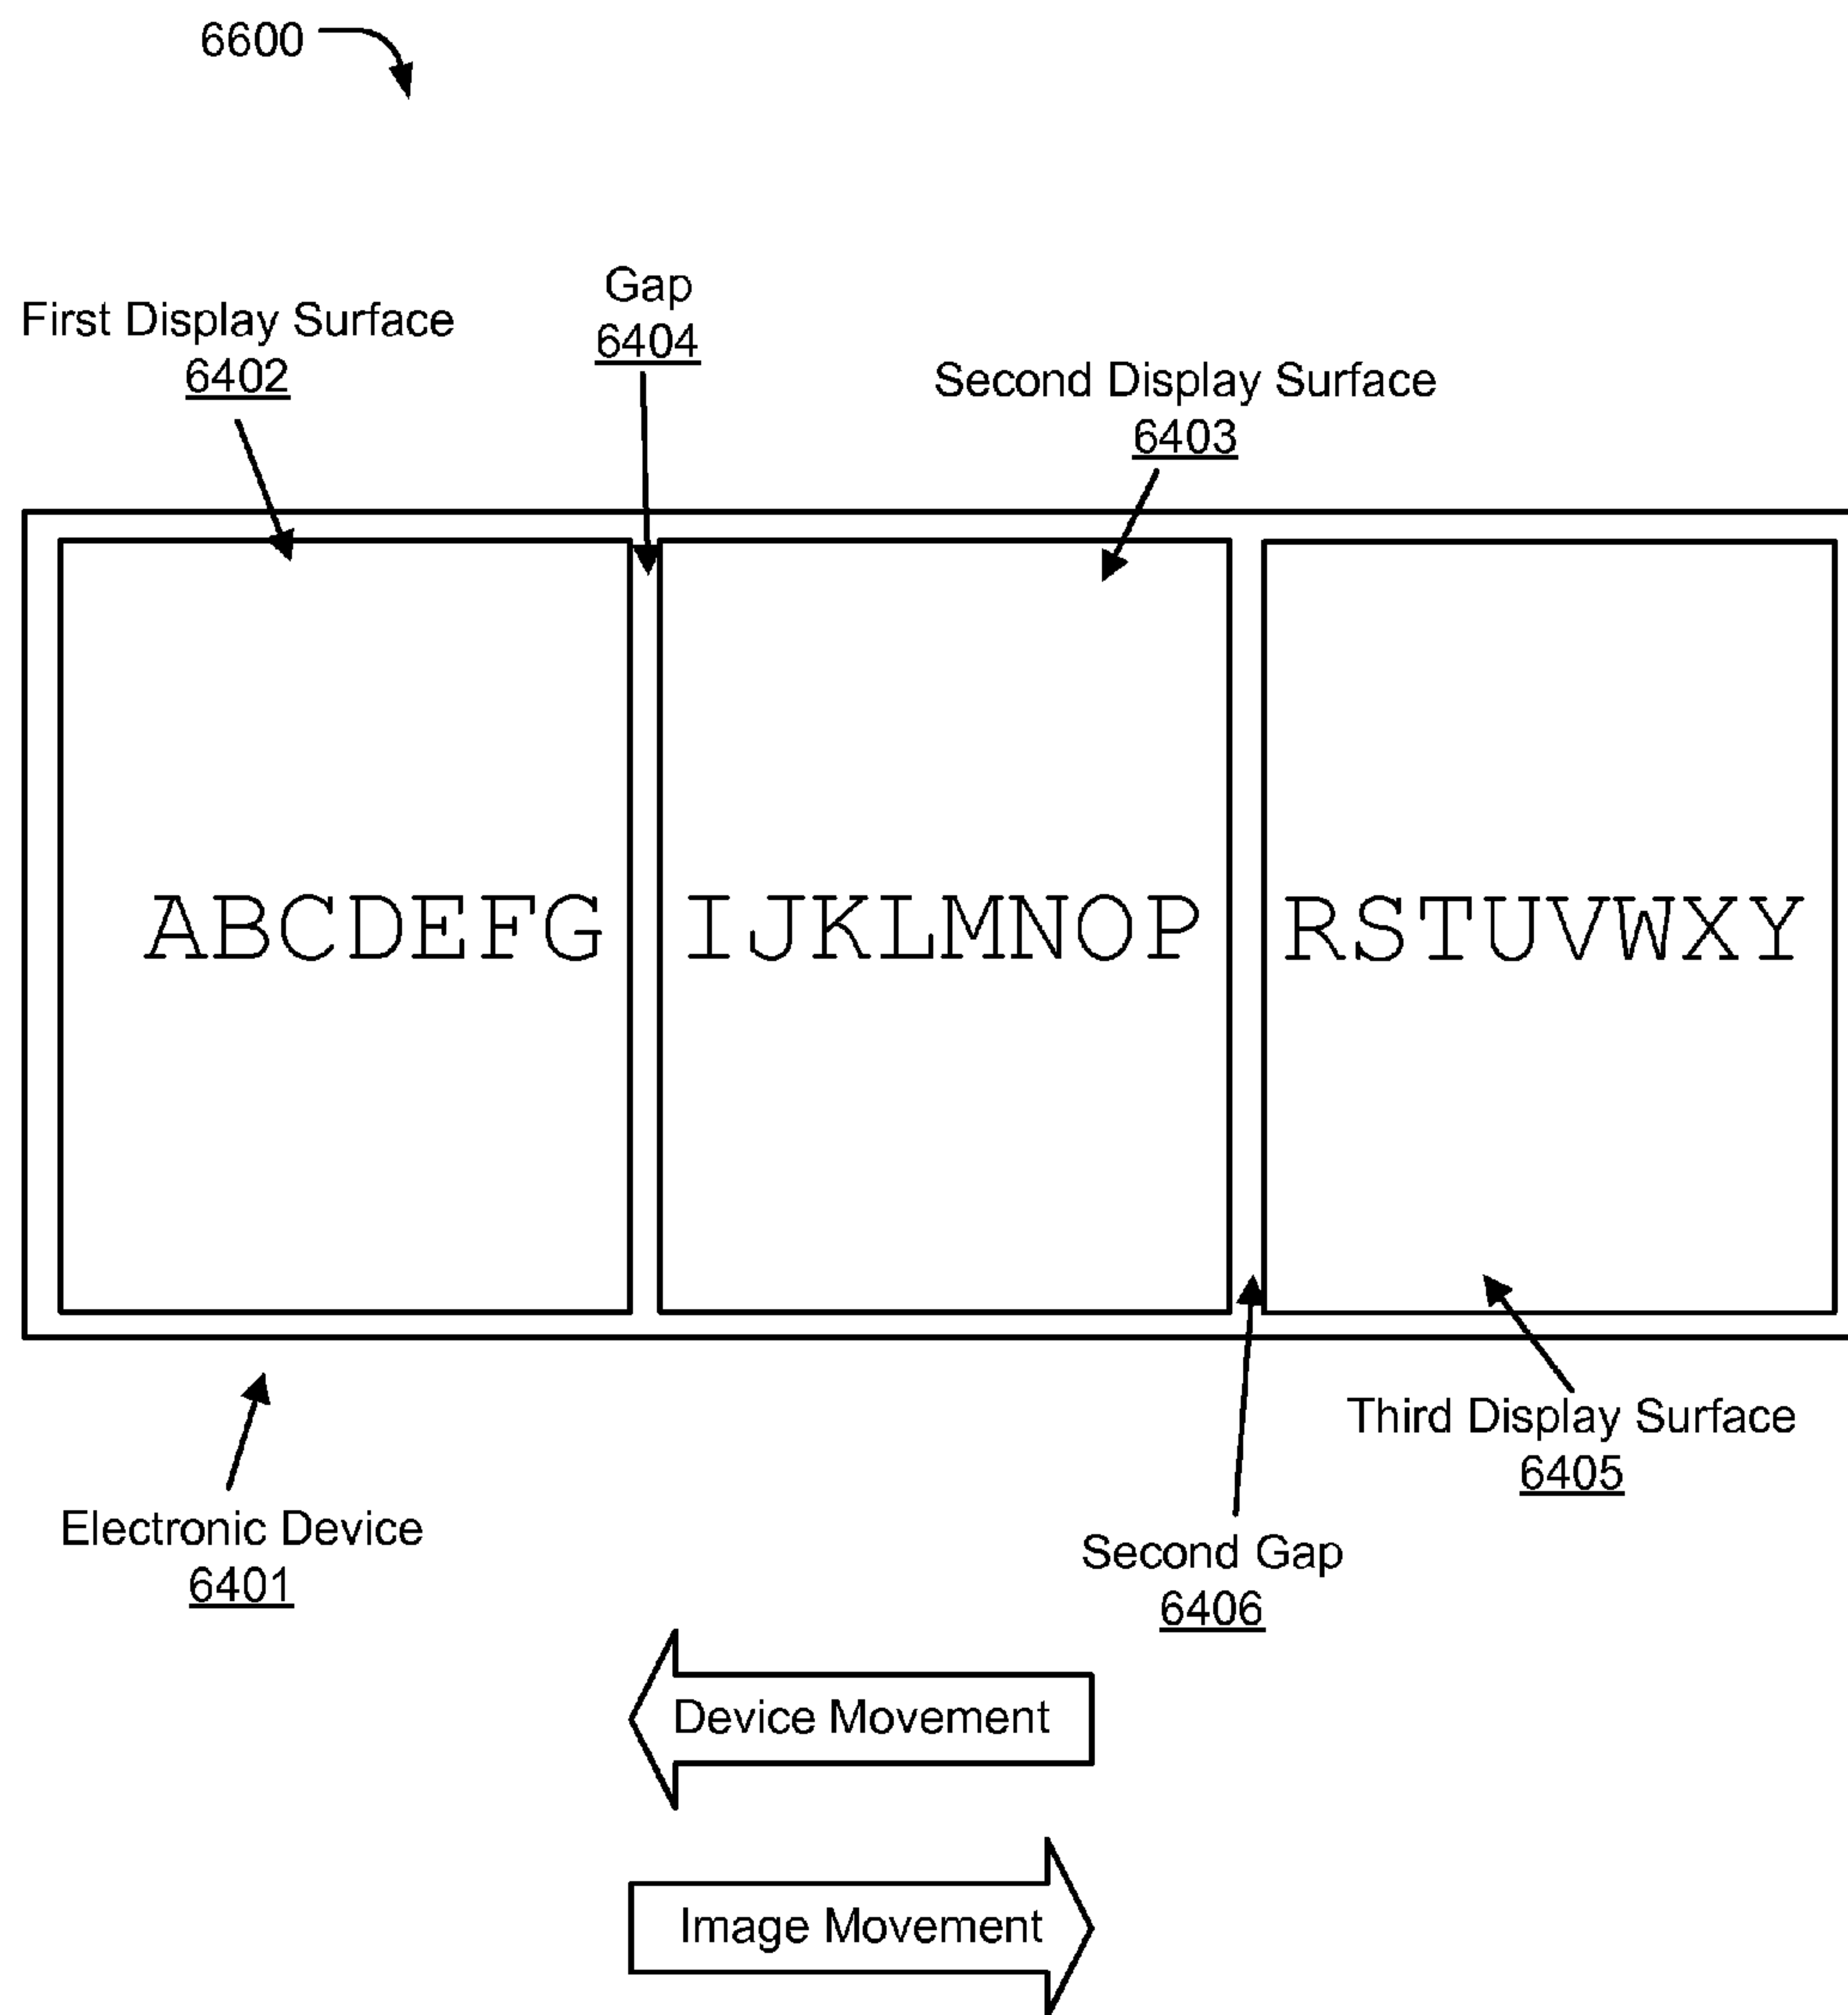 6600
Gap
6404
First Display Surface
6402
Second Display Surface
6403
ABCDEFG IJKLMNOP RSTUVWXY
Third Display Surface
6405
Electronic Device
6401
Second Gap
6406
Device Movement
Image Movement